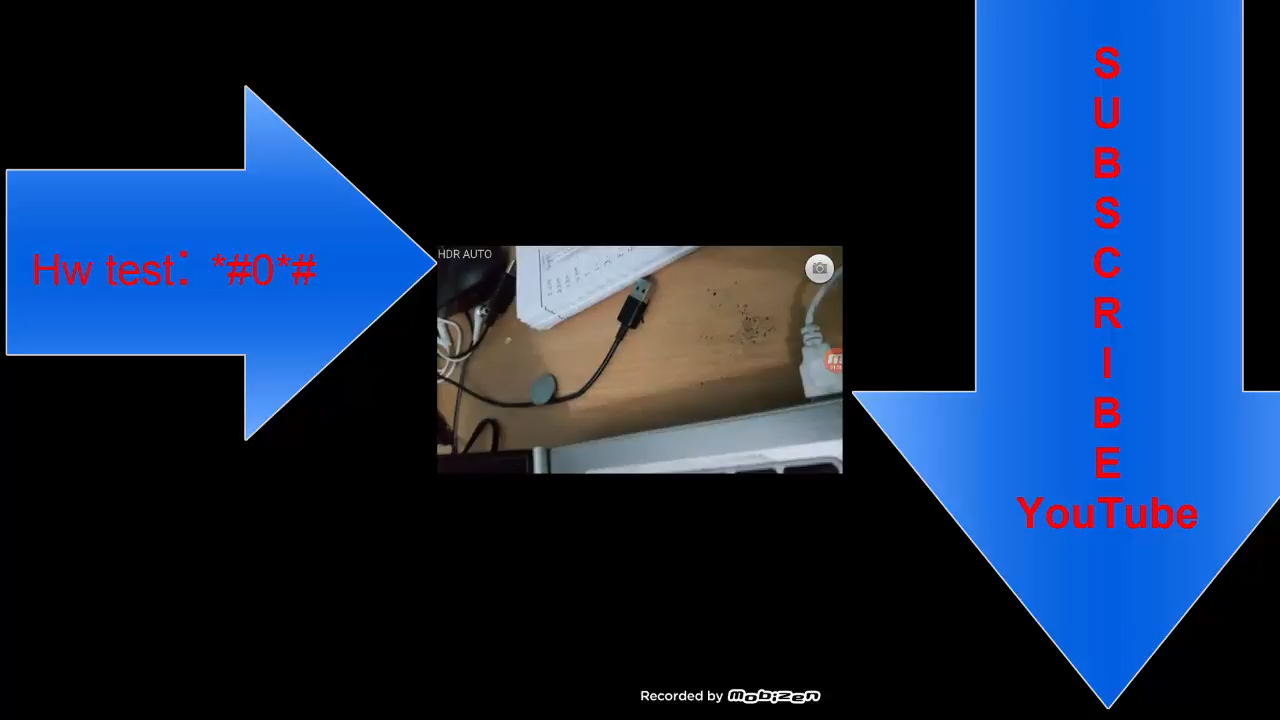 Hw test: *#0*#
HDR AUTO
S
U
B
S
C
R
I
B
E
YouTube
Recorded by Mobizen